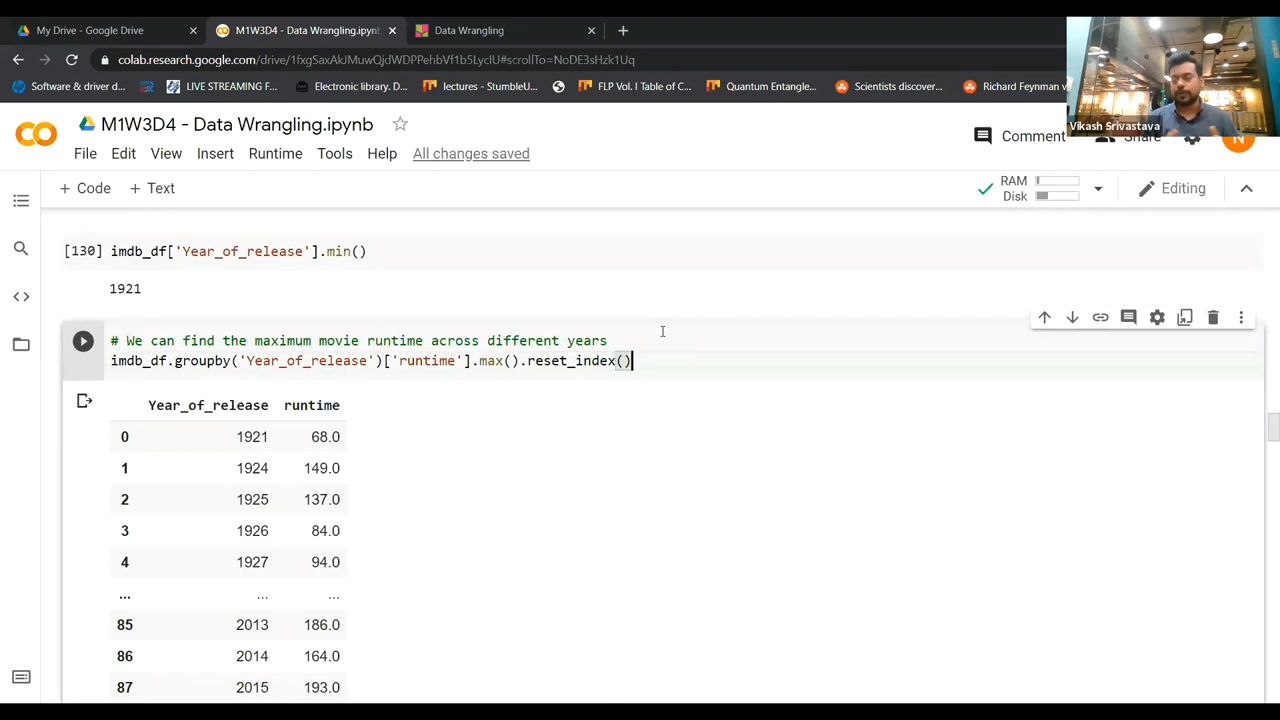 My Drive - Google Drive
M1W3D4 - Data Wrangling.ipynb
Data Wrangling
colab.research.google.com/drive/1fxgSaxAkJMuwQjdWDPPehbVf1b5LycIU#scrollTo=NoDE3sHzk1Uq
Software & driver d...
LIVE STREAMING F...
Electronic library. D...
lectures - StumbleU...
FLP Vol. I Table of C...
Quantum Entangle...
Scientists discover...
Richard Feynman v
Vikash Srivastava
M1W3D4 - Data Wrangling.ipynb
Comment
Share
N
File Edit View Insert Runtime Tools Help All changes saved
+ Code + Text
RAM
Disk
Editing
[130] imdb_df['Year_of_release'].min()
1921
# We can find the maximum movie runtime across different years
imdb_df.groupby('Year_of_release')['runtime'].max().reset_index()
Year_of_release runtime
0 1921 68.0
1 1924 149.0
2 1925 137.0
3 1926 84.0
4 1927 94.0
... ... ...
85 2013 186.0
86 2014 164.0
87 2015 193.0